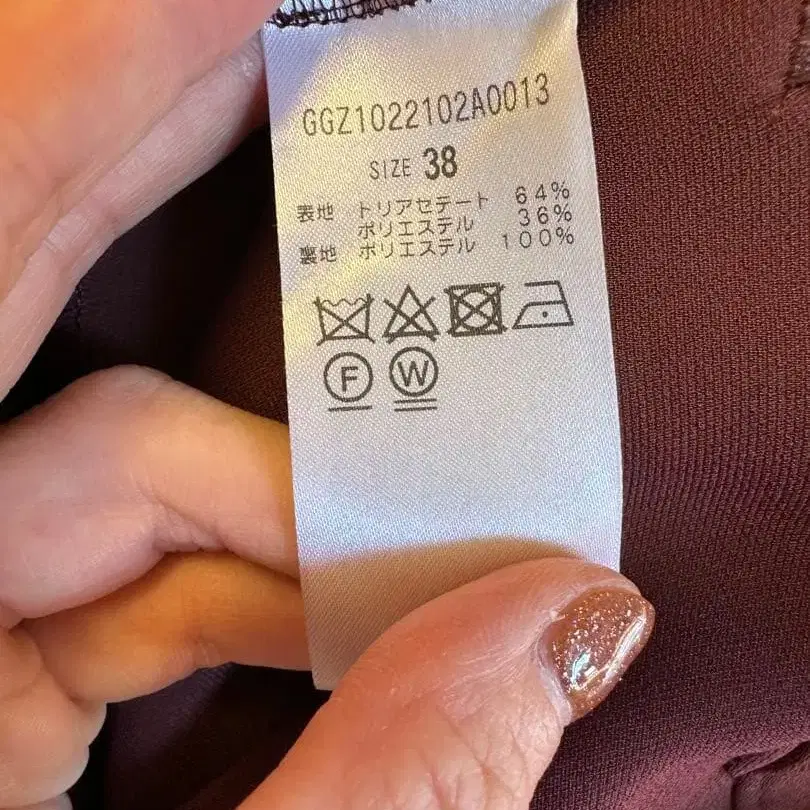 GGZ1022102A0013
SIZE 38
表地 トリアセテート 64%
ポリエステル 36%
裏地 ポリエステル 100%
F W